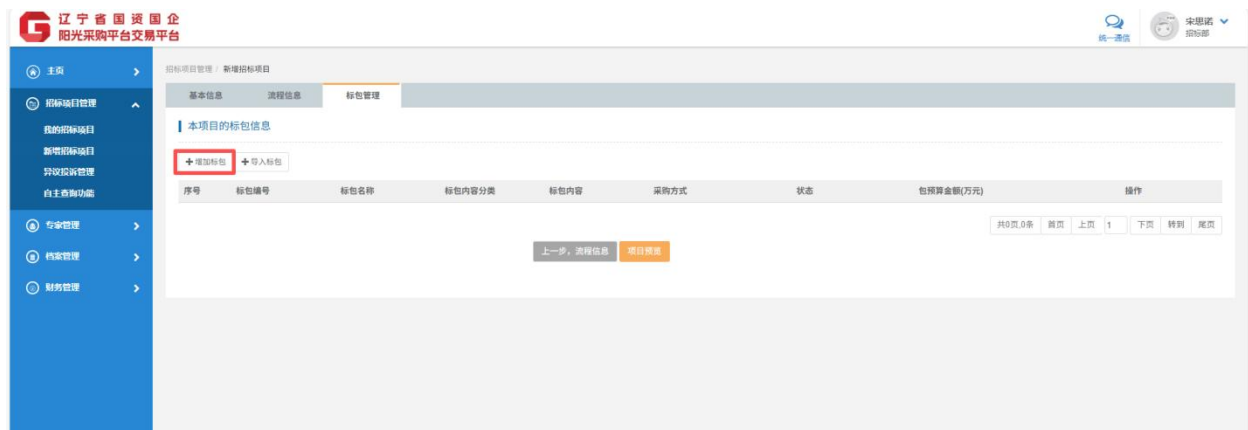 辽宁省国资国企
阳光采购平台交易平台
统一通信
宋思诺
招标部
主页
招标项目管理
我的招标项目
新增招标项目
异议投诉管理
自主查询功能
专家管理
档案管理
财务管理
招标项目管理 / 新增招标项目
基本信息 流程信息 标包管理
本项目的标包信息
+增加标包 +导入标包
序号 标包编号 标包名称 标包内容分类 标包内容 采购方式 状态 包预算金额(万元) 操作
共0页,0条 首页 上页 1 下页 转到 尾页
上一步，流程信息 项目预览